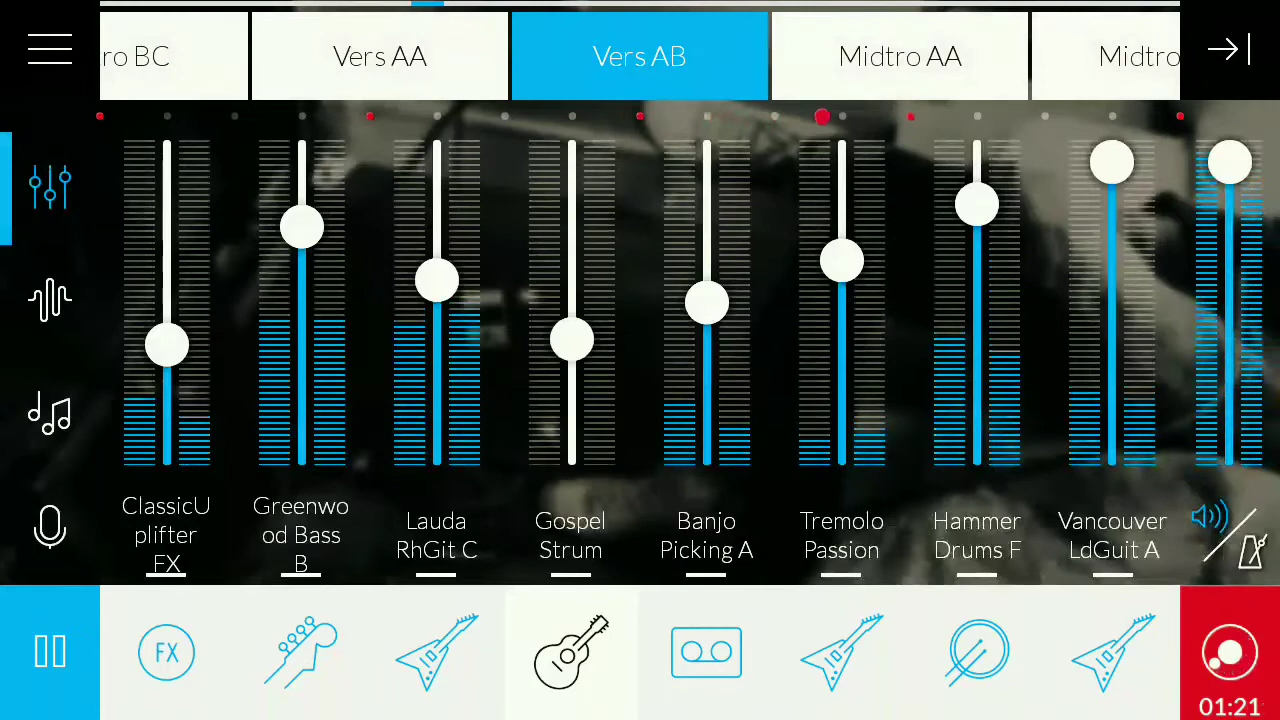 ro BC
Vers AA
Vers AB
Midtro AA
Midtro
ClassicU
plifter
FX
Greenwo
od Bass
B
Lauda
RhGit C
Gospel
Strum
Banjo
Picking A
Tremolo
Passion
Hammer
Drums F
Vancouver
LdGuit A
FX
01:21